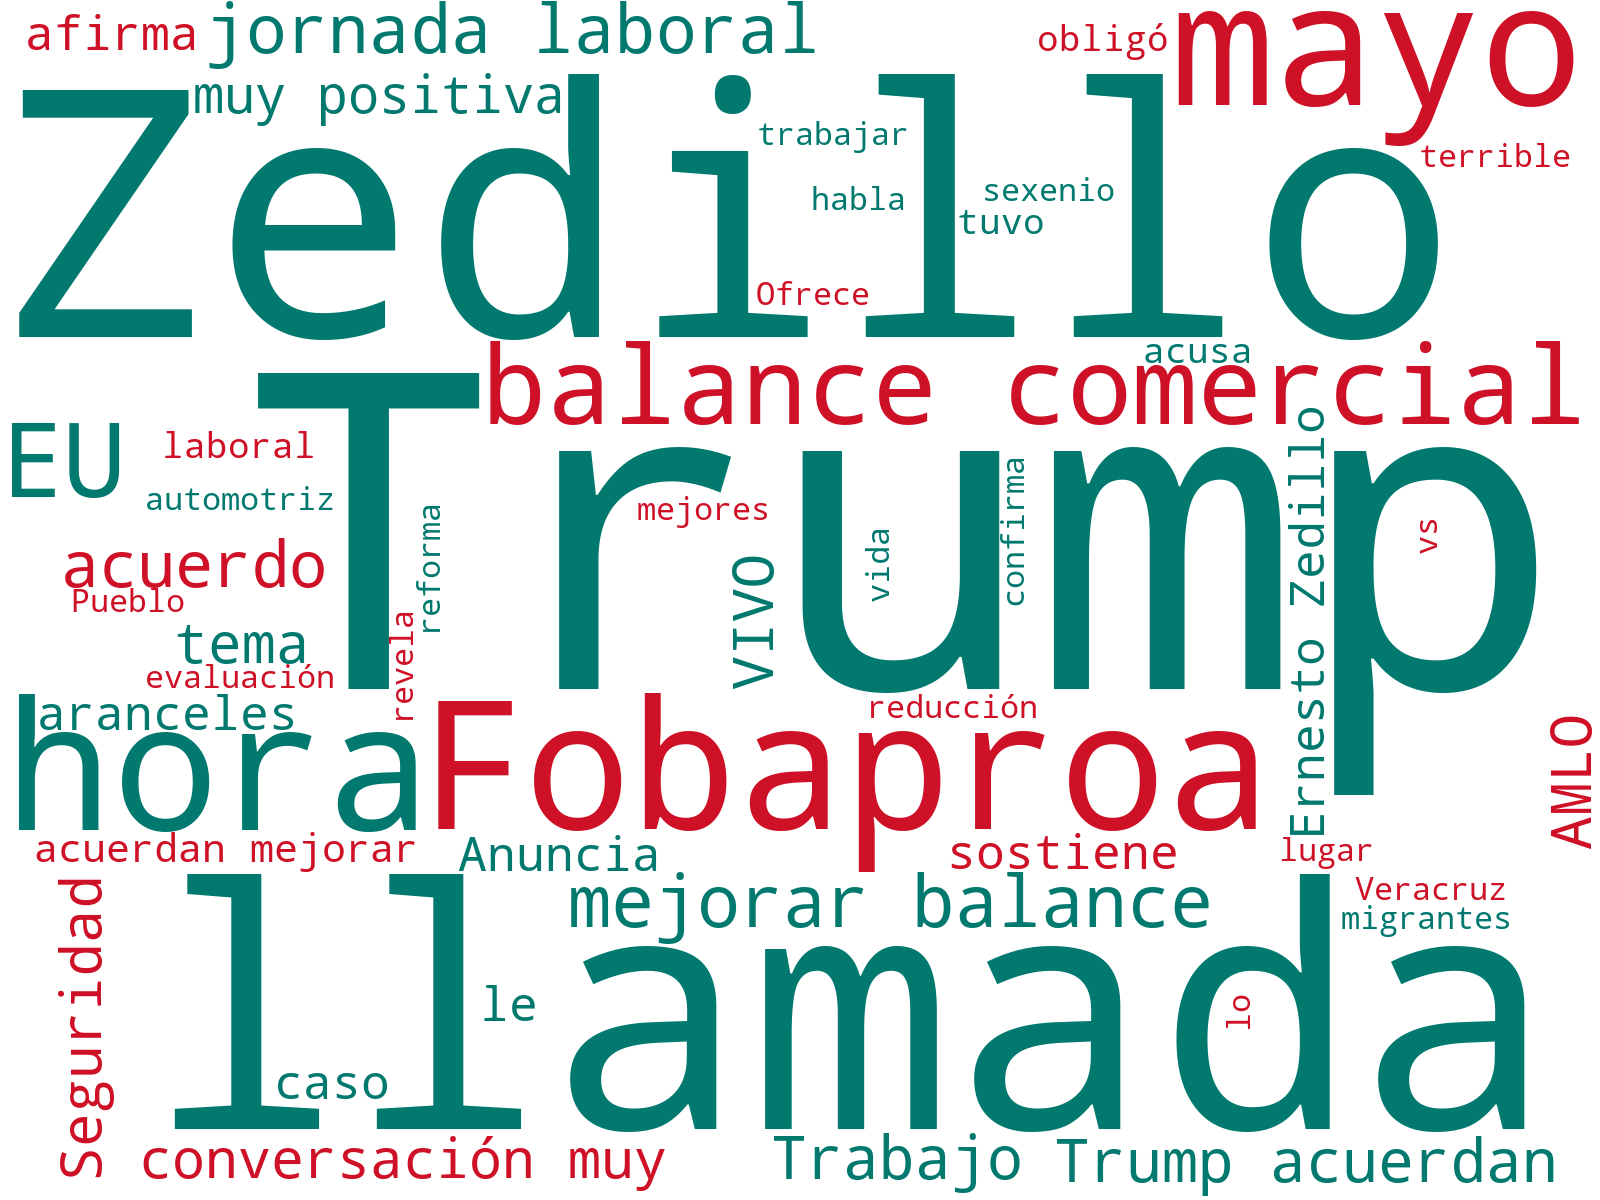 afirma
jornada laboral
obligó
mayo
muy positiva
Zedillo
trabajar
terrible
habla
sexenio
tuvo
Ofrece
balance comercial
acusa
Trump
EU
laboral
automotriz
mejores
reforma
VIVO
vida
confirma
Ernesto Zedillo
vs
acuerdo
Pueblo
tema
evaluación
revela
aranceles
hora
Fobaproa
reducción
AMLO
acuerdan mejorar
Anuncia
sostiene
lugar
Seguridad
llamada
mejorar balance
Veracruz
migrantes
le
lo
caso
conversación muy
Trabajo
Trump acuerdan